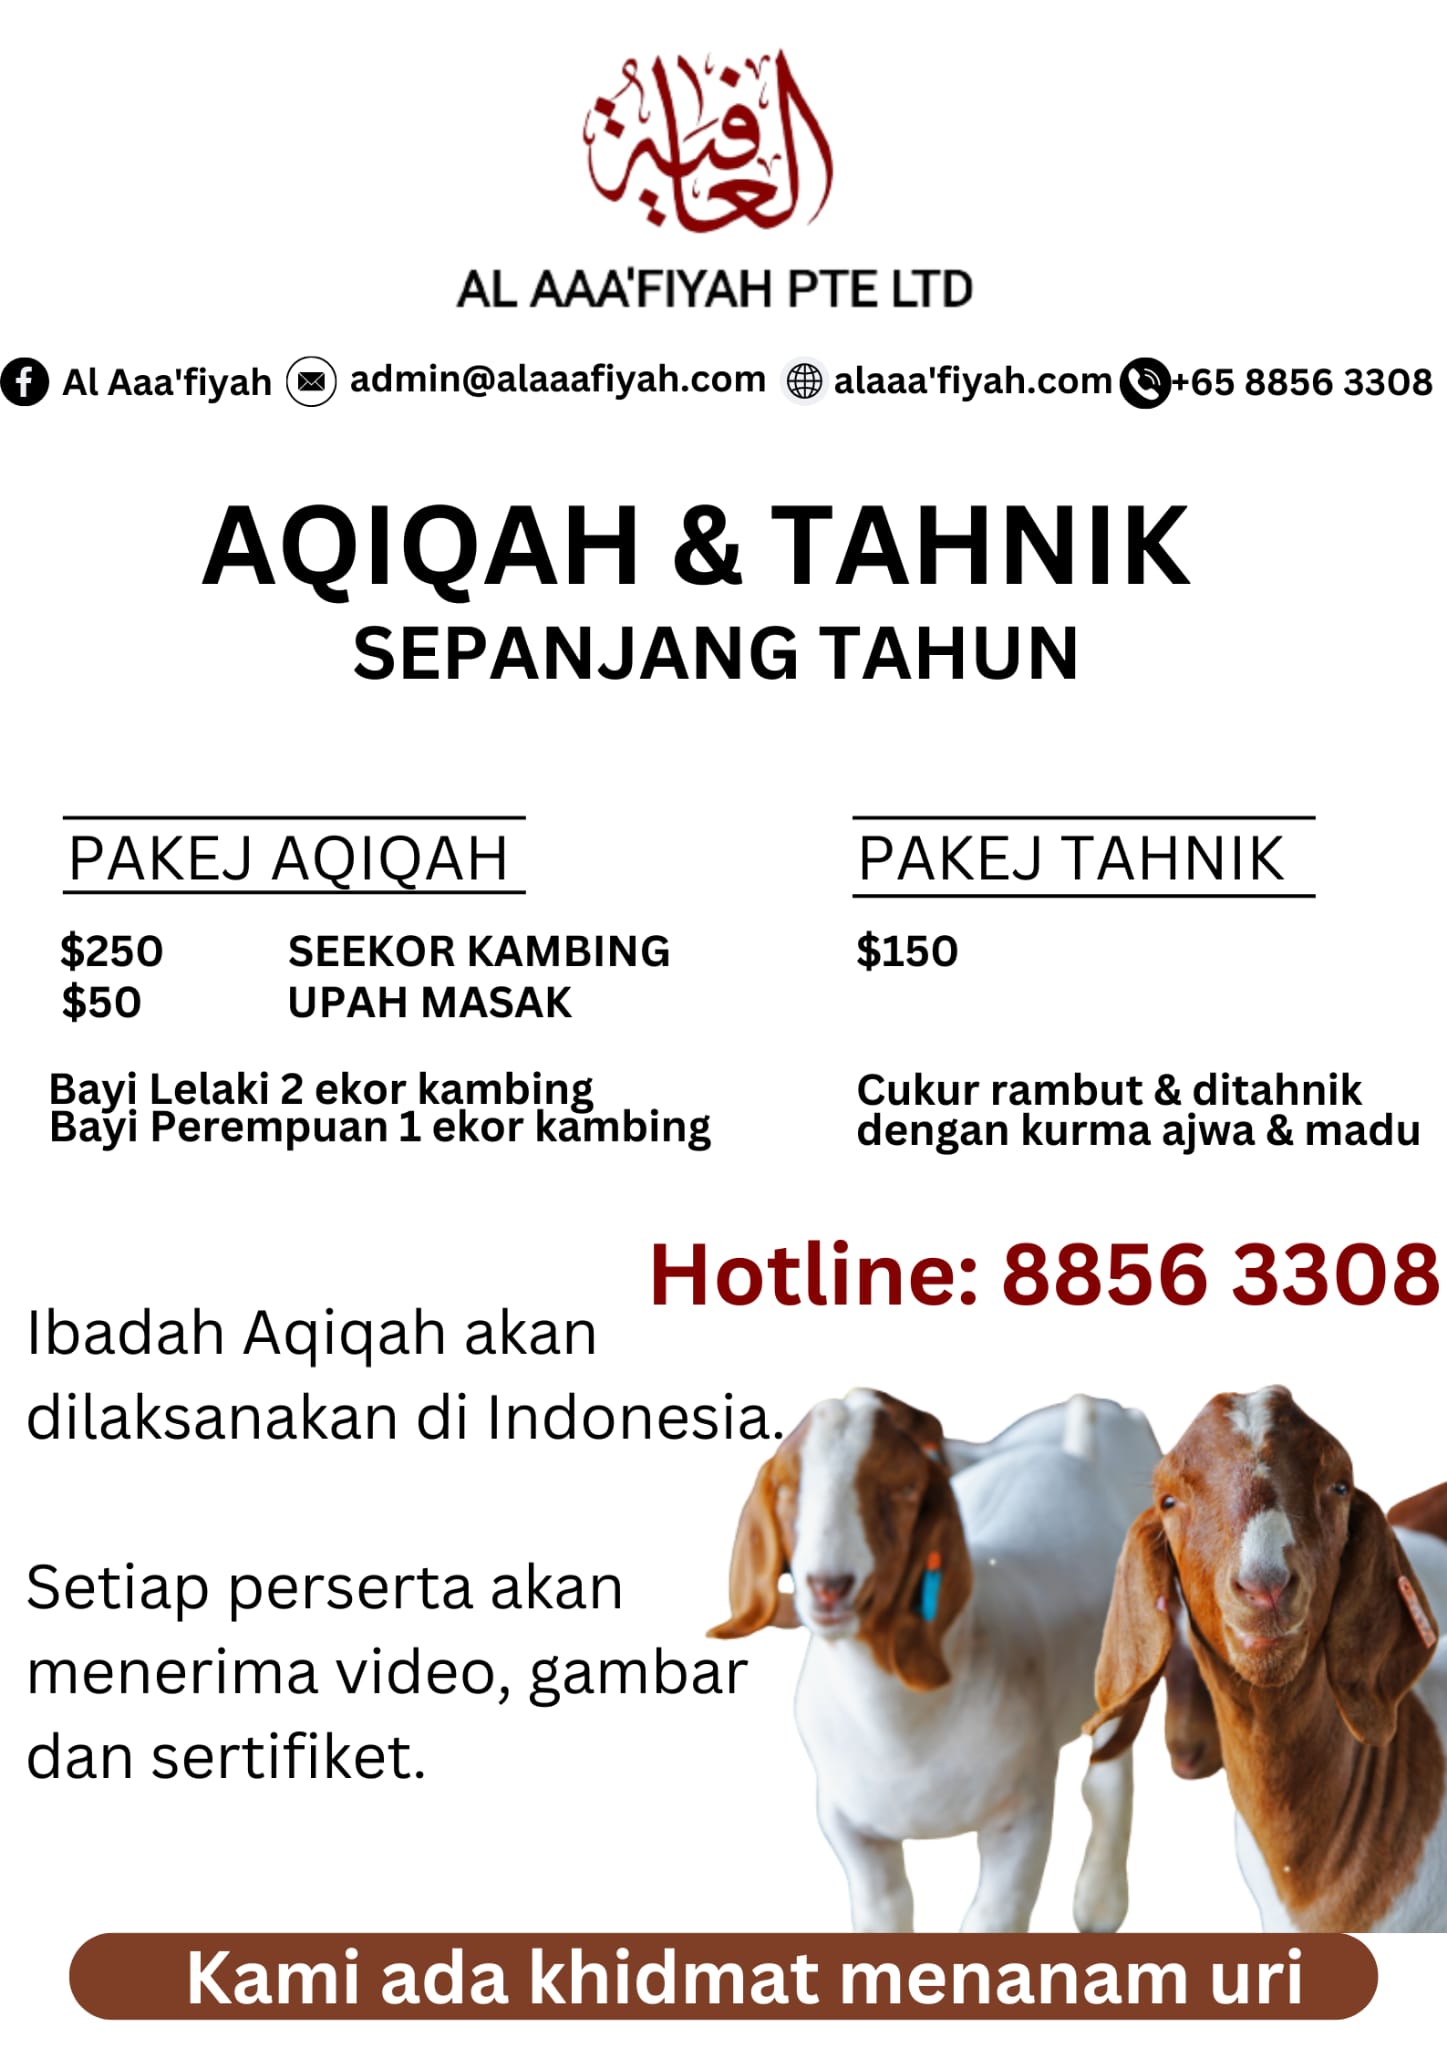 العافية
AL AAA'FIYAH PTE LTD
Al Aaa'fiyah admin@alaaafiyah.com alaaa'fiyah.com +65 8856 3308
AQIQAH & TAHNIK
SEPANJANG TAHUN
PAKEJ AQIQAH
$250 SEEKOR KAMBING
$50 UPAH MASAK
Bayi Lelaki 2 ekor kambing
Bayi Perempuan 1 ekor kambing
PAKEJ TAHNIK
$150
Cukur rambut & ditahnik
dengan kurma ajwa & madu
Hotline: 8856 3308
Ibadah Aqiqah akan
dilaksanakan di Indonesia.
Setiap perserta akan
menerima video, gambar
dan sertifiket.
Kami ada khidmat menanam uri